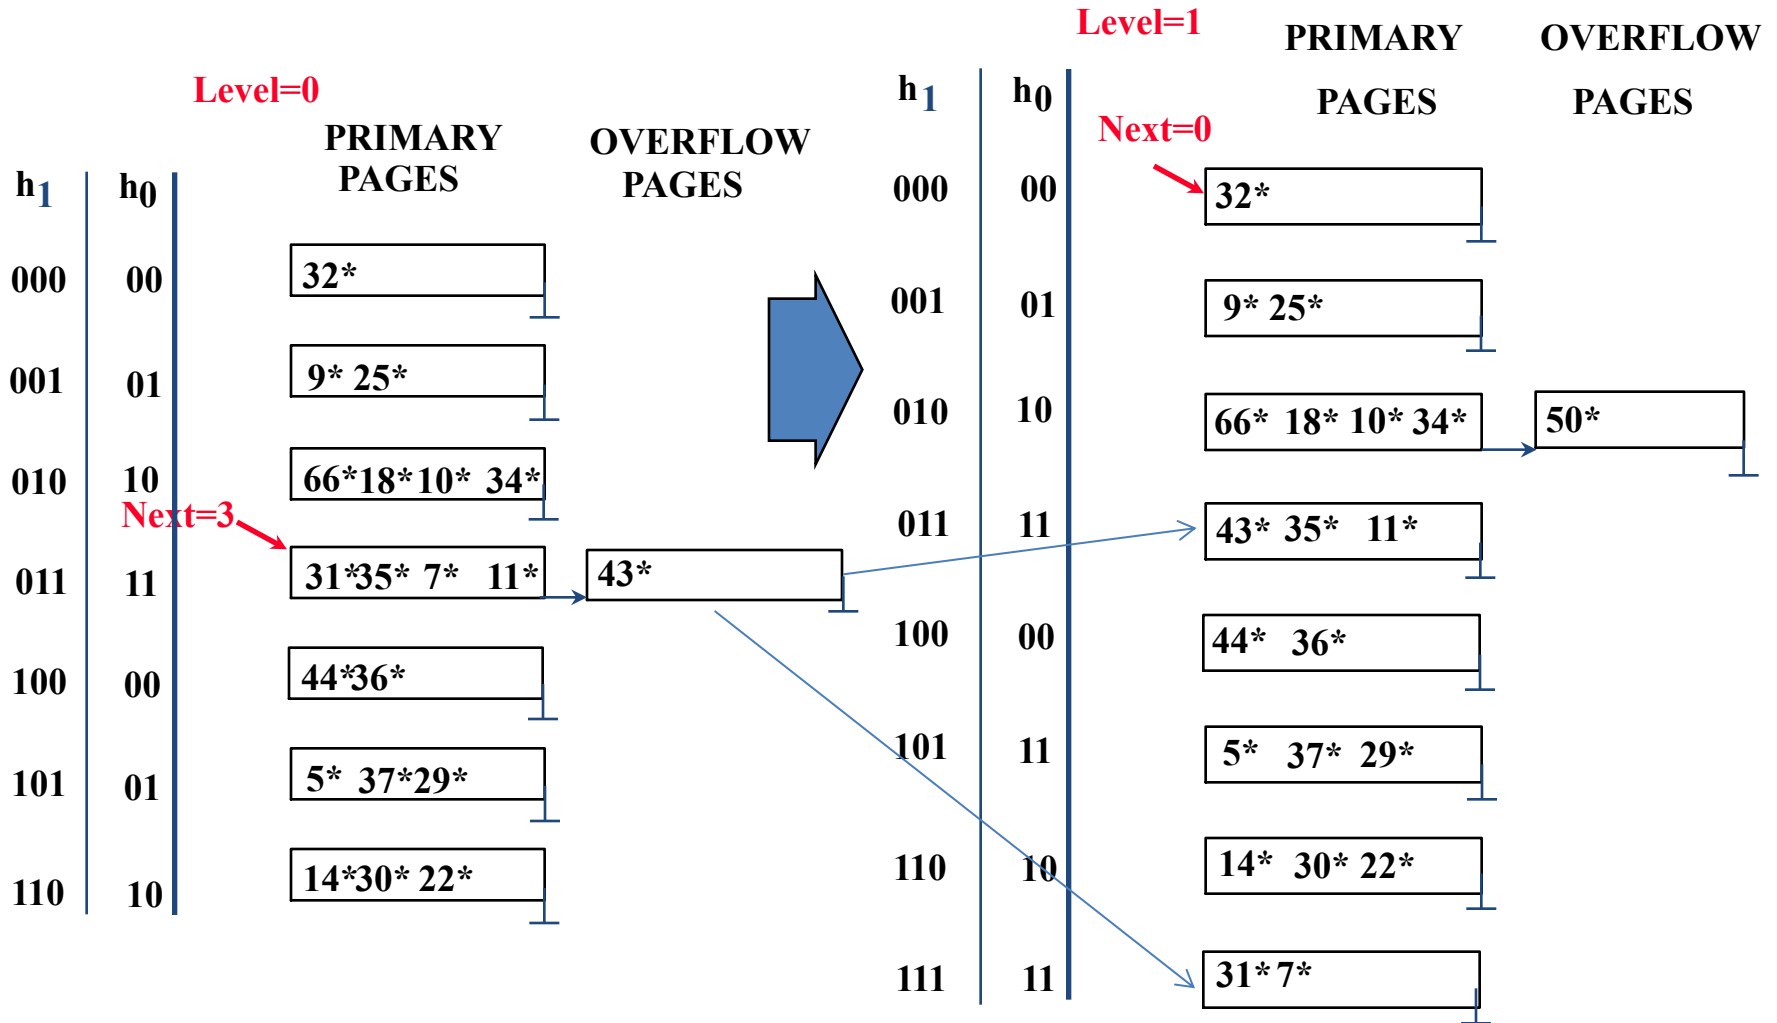 Level=0
PRIMARY OVERFLOW
PAGES PAGES
h1 h0
000 00 32*
001 01 9* 25*
010 10 66* 18* 10* 34*
Next=3
011 11 31* 35* 7* 11* 43*
100 00 44* 36*
101 01 5* 37* 29*
110 10 14* 30* 22*
Level=1
PRIMARY OVERFLOW
PAGES PAGES
h1 h0
Next=0
000 00 32*
001 01 9* 25*
010 10 66* 18* 10* 34* 50*
011 11 43* 35* 11*
100 00 44* 36*
101 11 5* 37* 29*
110 10 14* 30* 22*
111 11 31* 7*